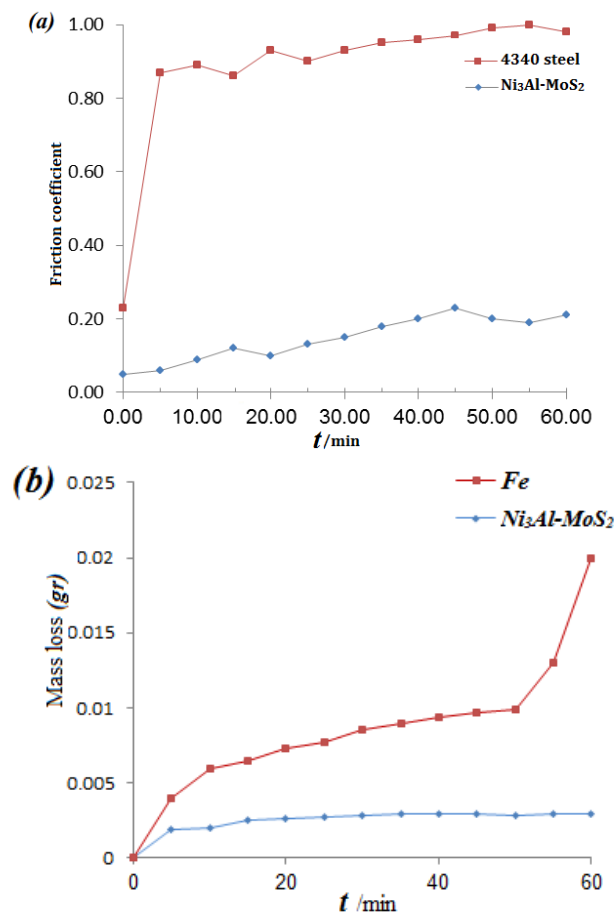 (a)
1.00
0.80
0.60
0.40
0.20
0.00
Friction coefficient
4340 steel
Ni₃Al-MoS₂
0.00 10.00 20.00 30.00 40.00 50.00 60.00
t/min
(b)
0.025
0.02
0.015
0.01
0.005
0
Mass loss (gr)
Fe
Ni₃Al-MoS₂
0 20 40 60
t /min